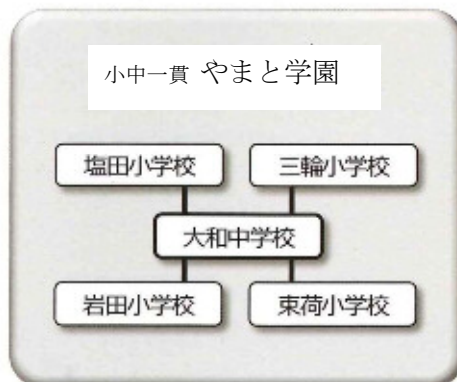 小中一貫 やまと学園
塩田小学校
三輪小学校
大和中学校
岩田小学校
束荷小学校